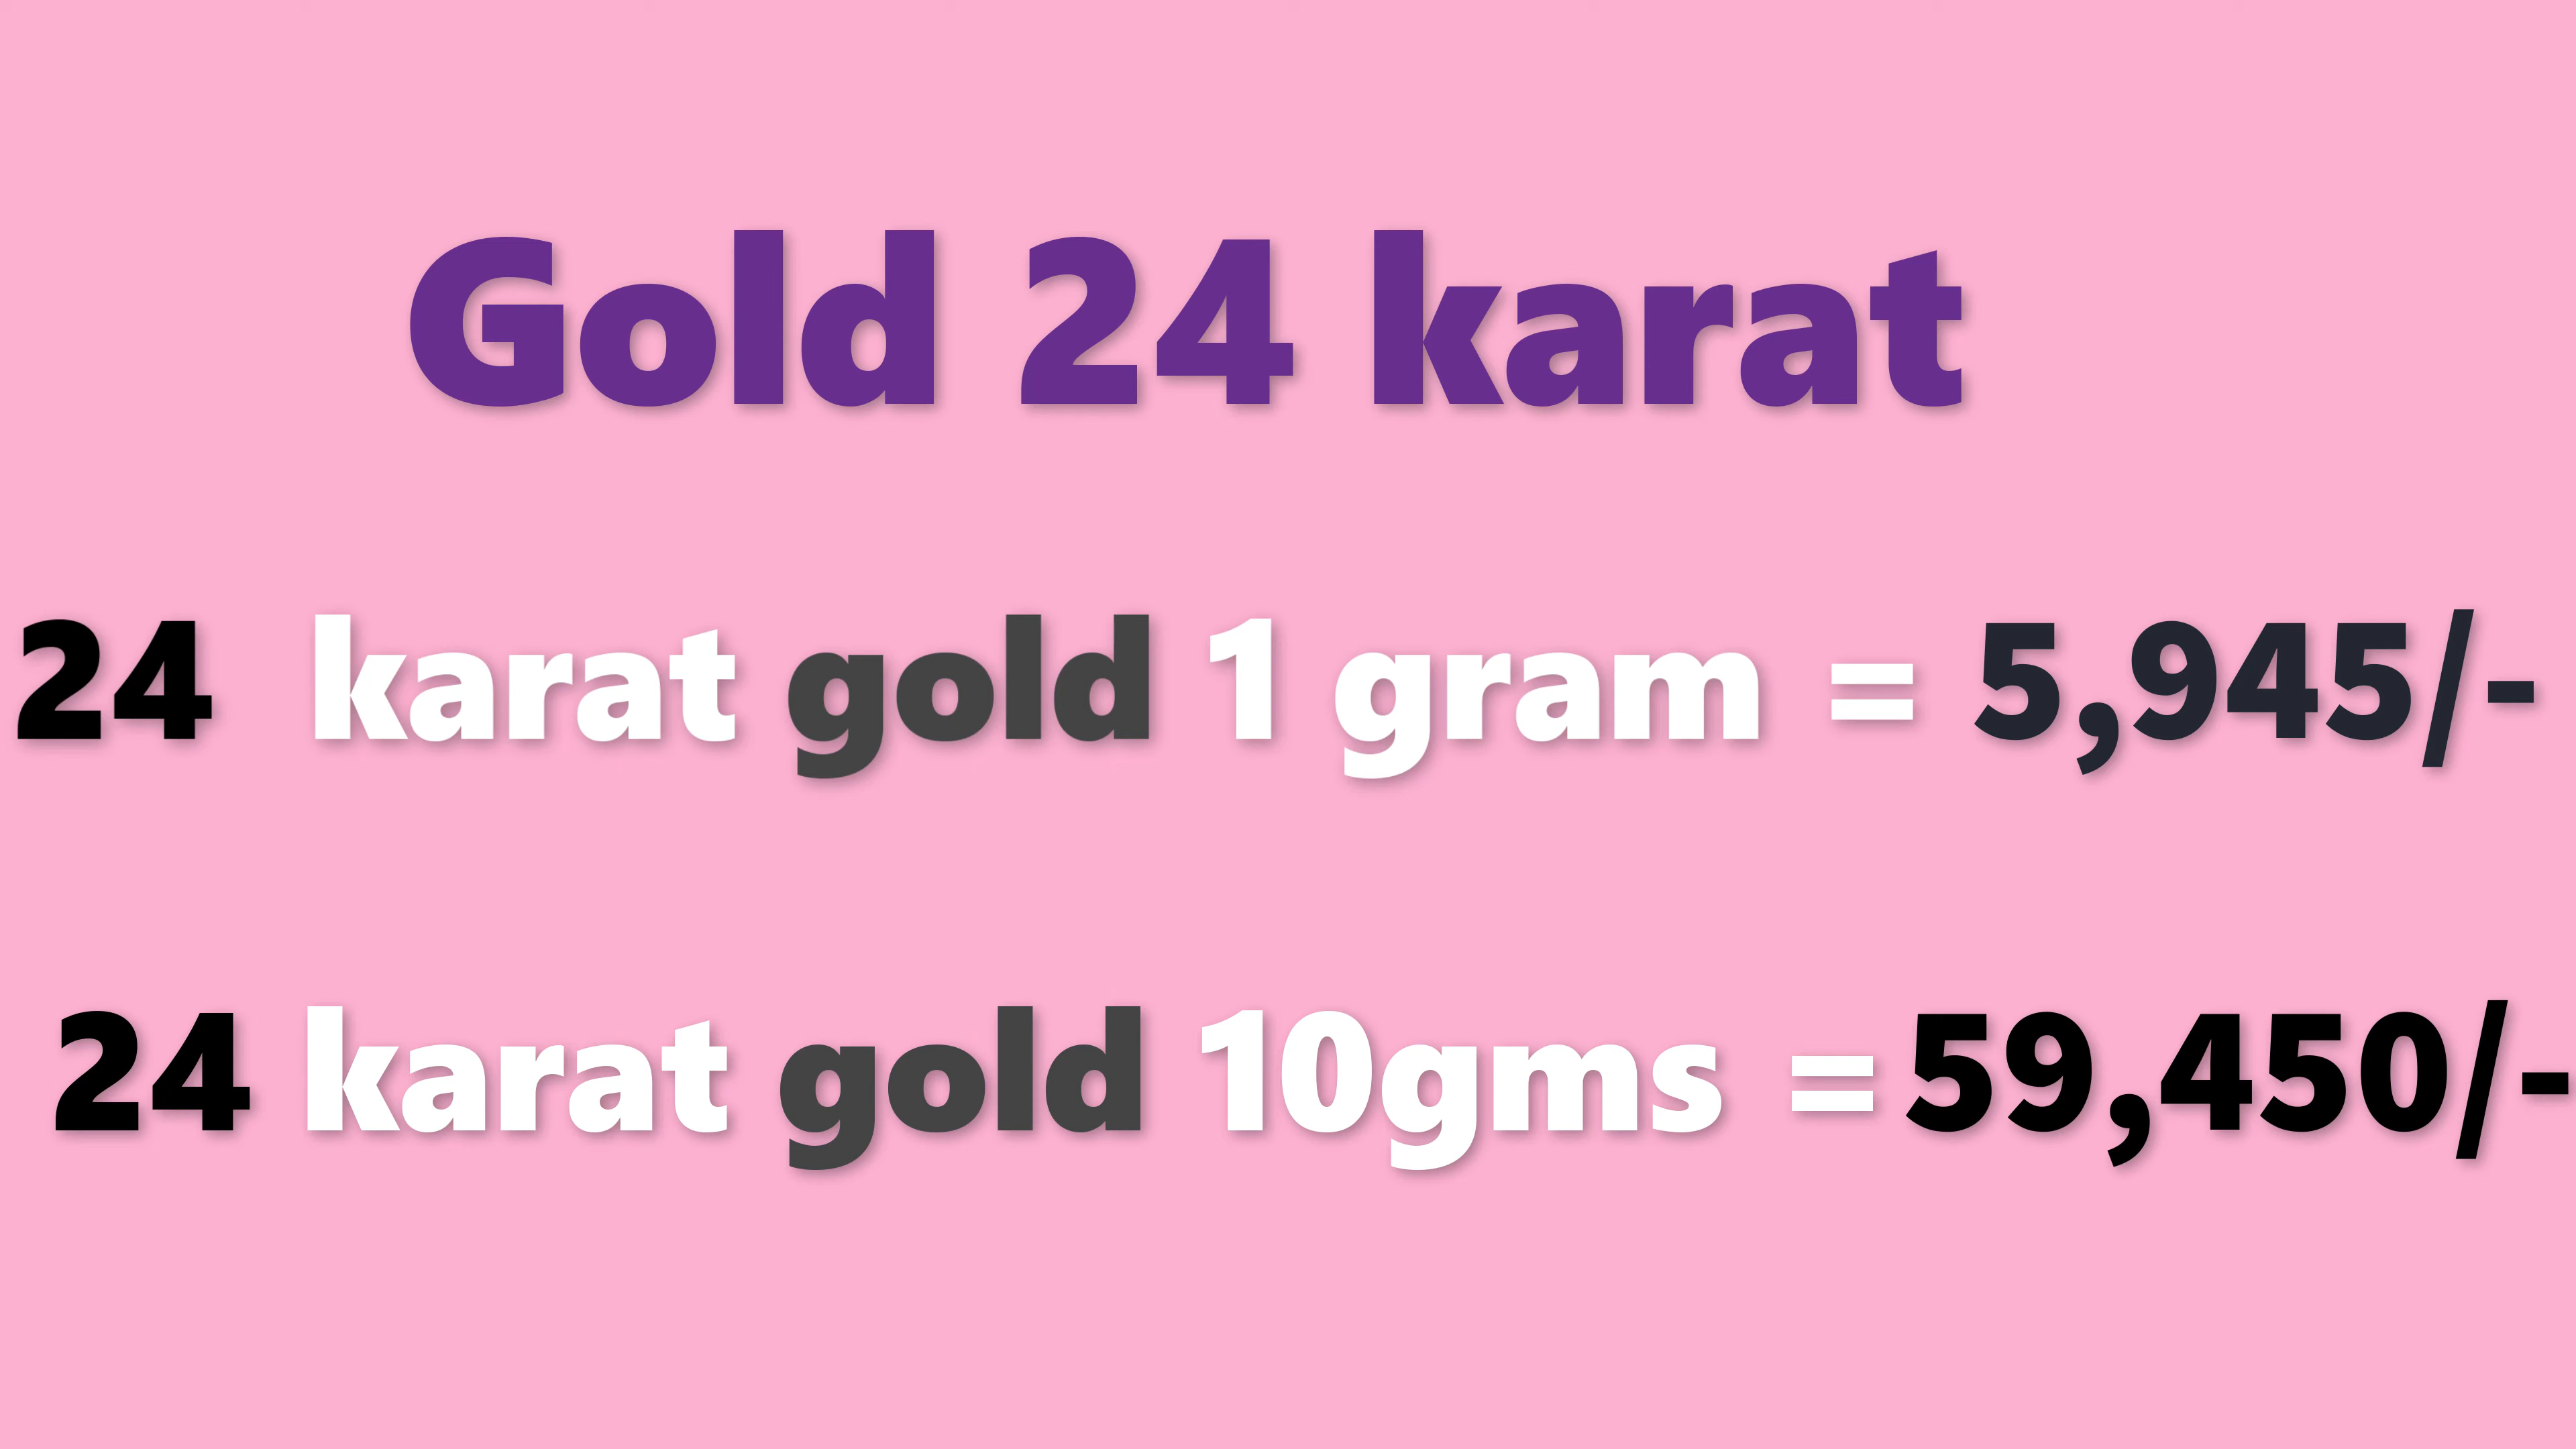 Gold 24 karat
24 karat gold 1 gram = 5,945/-
24 karat gold 10gms =59,450/-